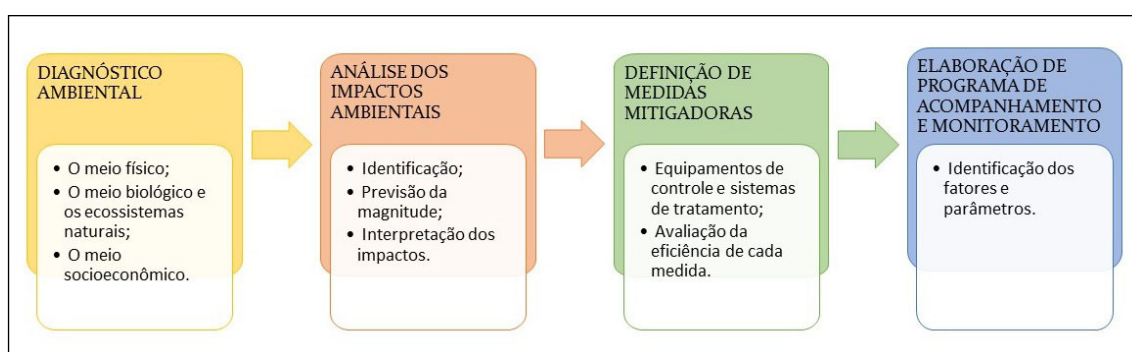 DIAGNÓSTICO
AMBIENTAL
• O meio físico;
• O meio biológico e
os ecossistemas
naturais;
• O meio
socioeconômico.
ANÁLISE DOS
IMPACTOS
AMBIENTAIS
• Identificação;
• Previsão da
magnitude;
• Interpretação dos
impactos.
DEFINIÇÃO DE
MEDIDAS
MITIGADORAS
• Equipamentos de
controle e sistemas
de tratamento;
• Avaliação da
eficiência de cada
medida.
ELABORAÇÃO DE
PROGRAMA DE
ACOMPANHAMENTO
E MONITORAMENTO
• Identificação dos
fatores e
parâmetros.